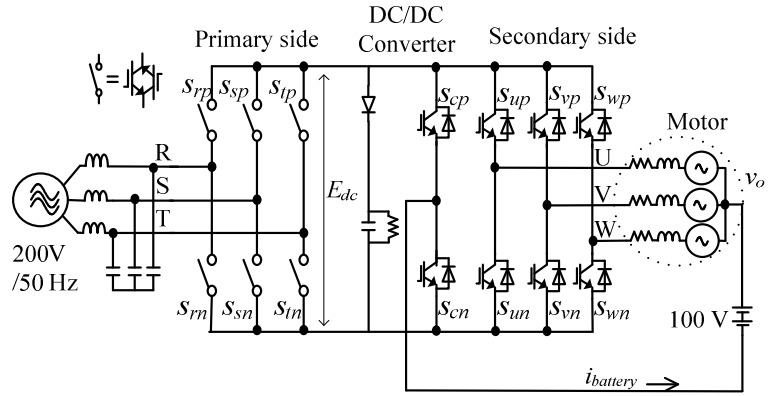 DC/DC
Converter
Primary side
Secondary side
=
s_rp s_sp s_tp
s_cp s_up s_vp s_wp
Motor
R
S
T
E_dc
U
V
W
v_o
200V
/50 Hz
s_rn s_sn s_tn
s_cn s_un s_vn s_wn
100 V
i_battery